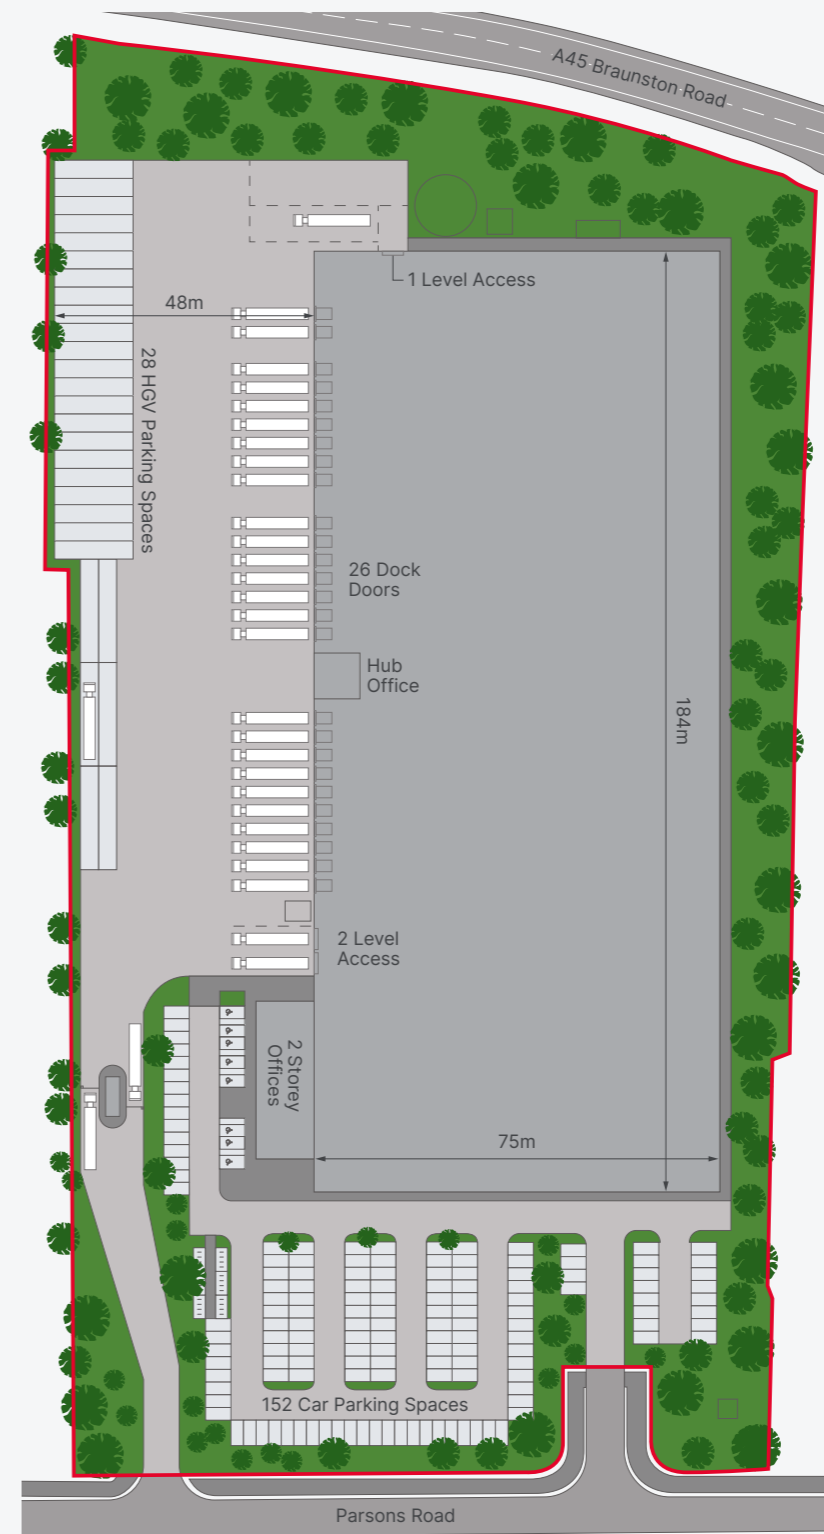 A45 Braunston Road
1 Level Access
48m
28 HGV Parking Spaces
26 Dock
Doors
Hub
Office
184m
2 Level
Access
2 Storey
Offices
75m
152 Car Parking Spaces
Parsons Road